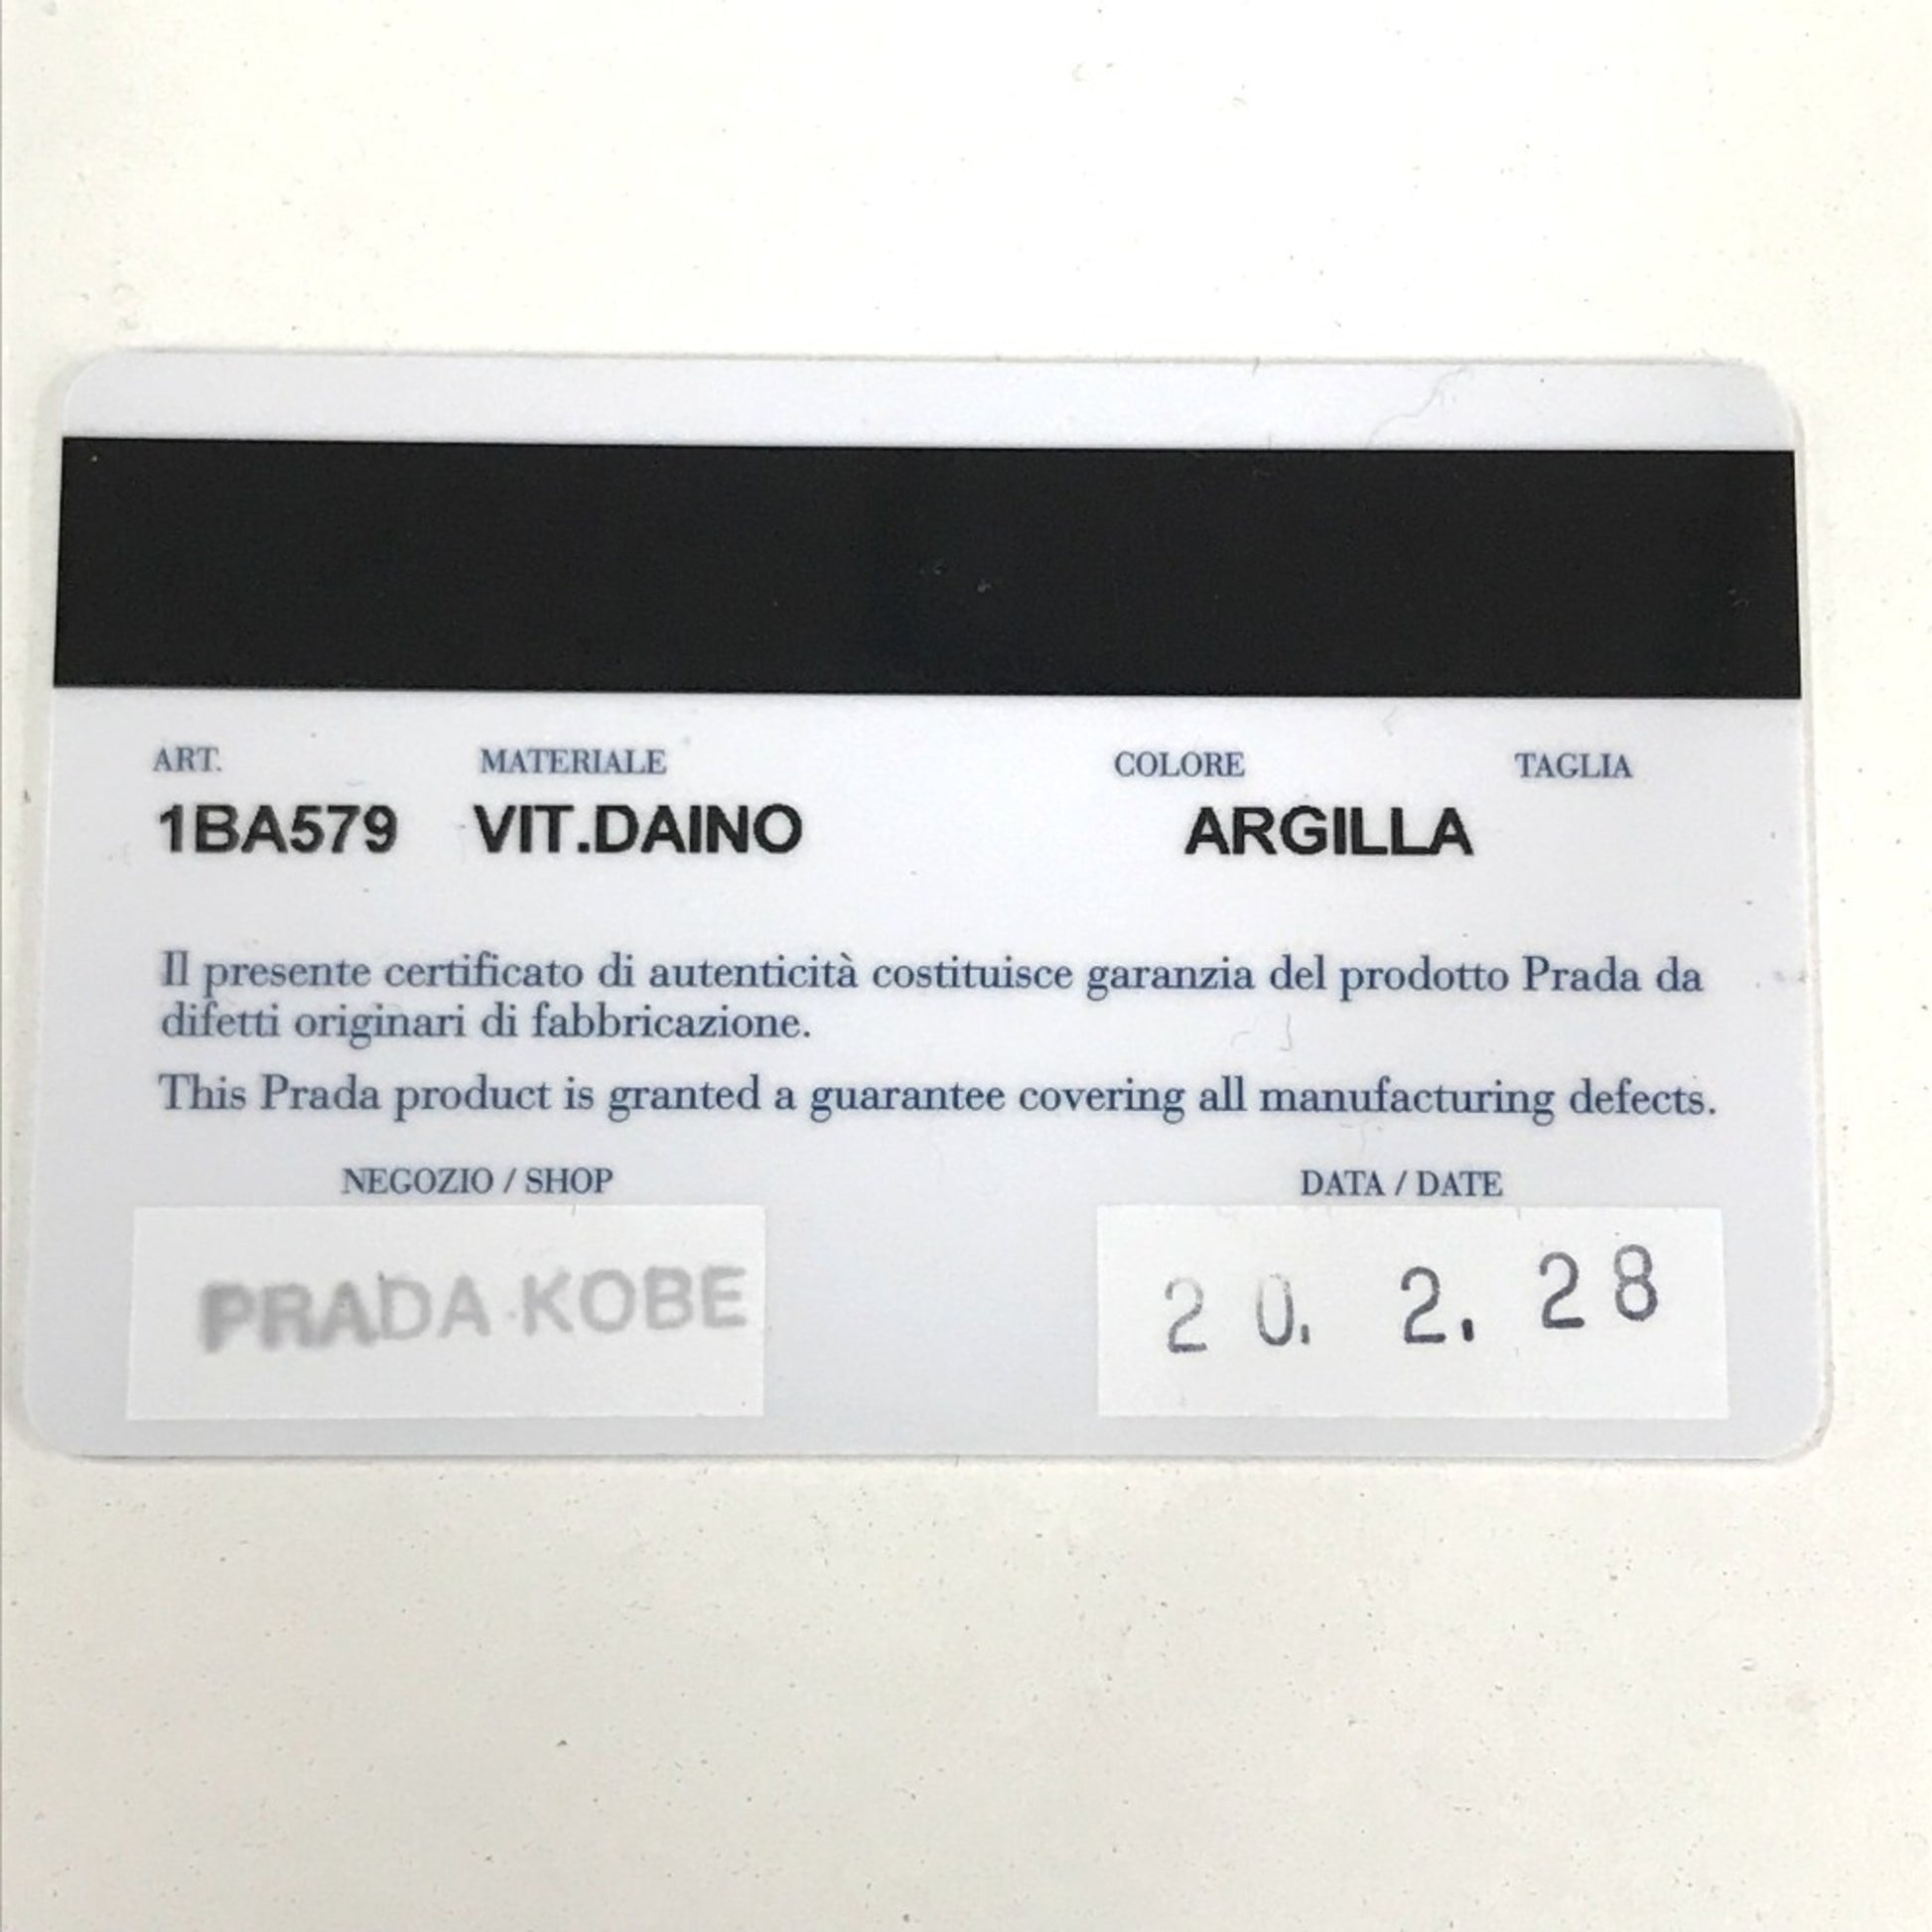 ART. MATERIALE COLORE TAGLIA
1BA579 VIT.DAINO ARGILLA
Il presente certificato di autenticità costituisce garanzia del prodotto Prada da
difetti originari di fabbricazione.
This Prada product is granted a guarantee covering all manufacturing defects.
NEGOZIO / SHOP DATA / DATE
PRADA KOBE 20. 2. 28